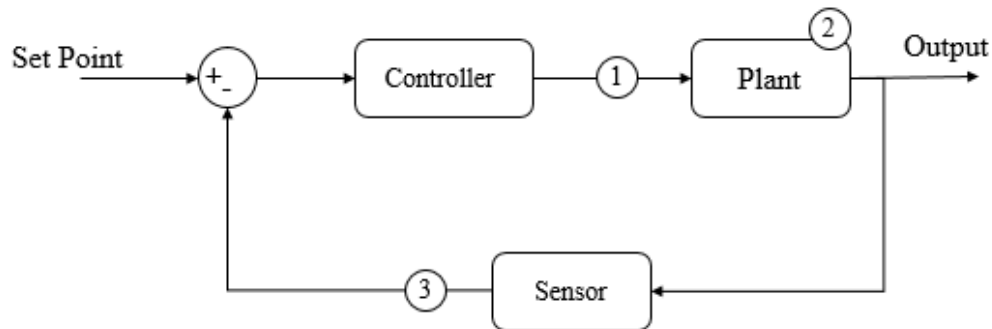 Set Point
+
-
Controller
1
Plant
2
Output
3
Sensor